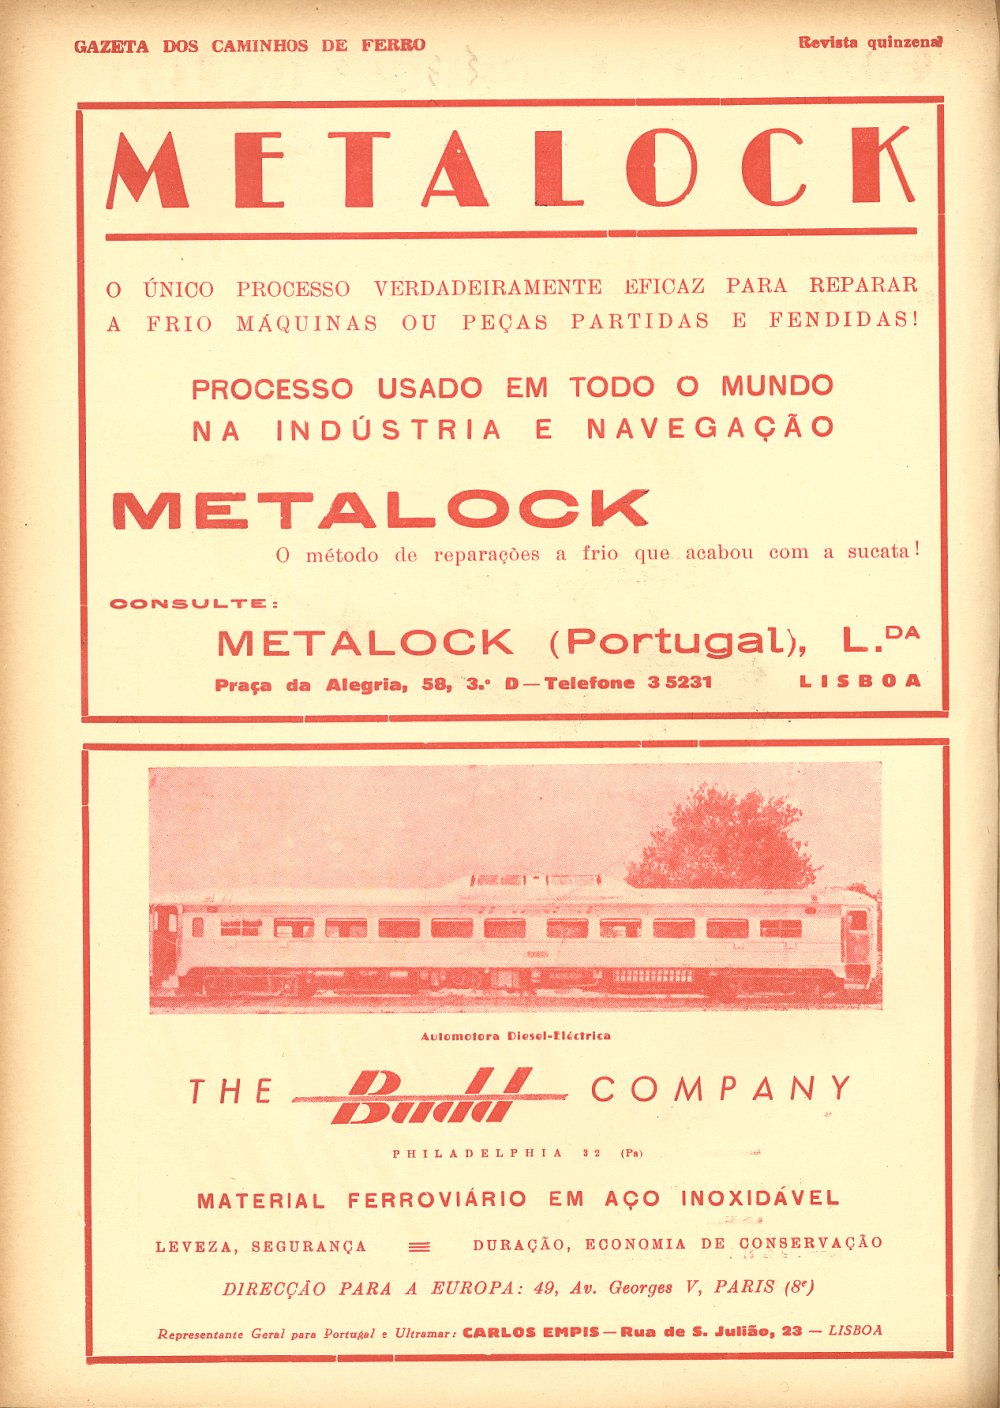 GAZETA DOS CAMINHOS DE FERRO
Revista quinzenal
METALOCK
O ÚNICO PROCESSO VERDADEIRAMENTE EFICAZ PARA REPARAR
A FRIO MÁQUINAS OU PEÇAS PARTIDAS E FENDIDAS!
PROCESSO USADO EM TODO O MUNDO
NA INDÚSTRIA E NAVEGAÇÃO
METALOCK
O método de reparações a frio que acabou com a sucata!
CONSULTE:
METALOCK (Portugal), L.DA
Praça da Alegria, 58, 3.º D—Telefone 3 5231 LISBOA
Automotora Diesel-Eléctrica
THE Budd COMPANY
PHILADELPHIA 32 (Pa)
MATERIAL FERROVIÁRIO EM AÇO INOXIDÁVEL
LEVEZA, SEGURANÇA ≡ DURAÇÃO, ECONOMIA DE CONSERVAÇÃO
DIRECÇÃO PARA A EUROPA: 49, Av. Georges V, PARIS (8e)
Representante Geral para Portugal e Ultramar: CARLOS EMPIS—Rua de S. Julião, 23 — LISBOA